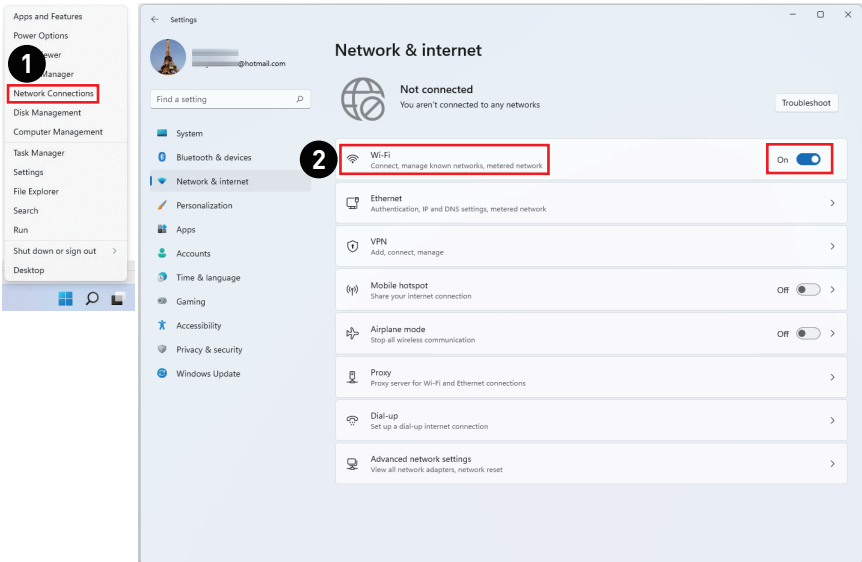 Apps and Features
Power Options
1
Network Connections
Disk Management
Computer Management
Task Manager
Settings
File Explorer
Search
Run
Shut down or sign out
Desktop
Settings
@hotmail.com
Find a setting
System
Bluetooth & devices
Network & internet
Personalization
Apps
Accounts
Time & language
Gaming
Accessibility
Privacy & security
Windows Update
Network & internet
Not connected
You aren't connected to any networks
Troubleshoot
2
Wi-Fi
Connect, manage known networks, metered network
On
Ethernet
Authentication, IP and DNS settings, metered network
VPN
Add, connect, manage
Mobile hotspot
Share your internet connection
Off
Airplane mode
Stop all wireless communication
Off
Proxy
Proxy server for Wi-Fi and Ethernet connections
Dial-up
Set up a dial-up internet connection
Advanced network settings
View all network adapters, network reset